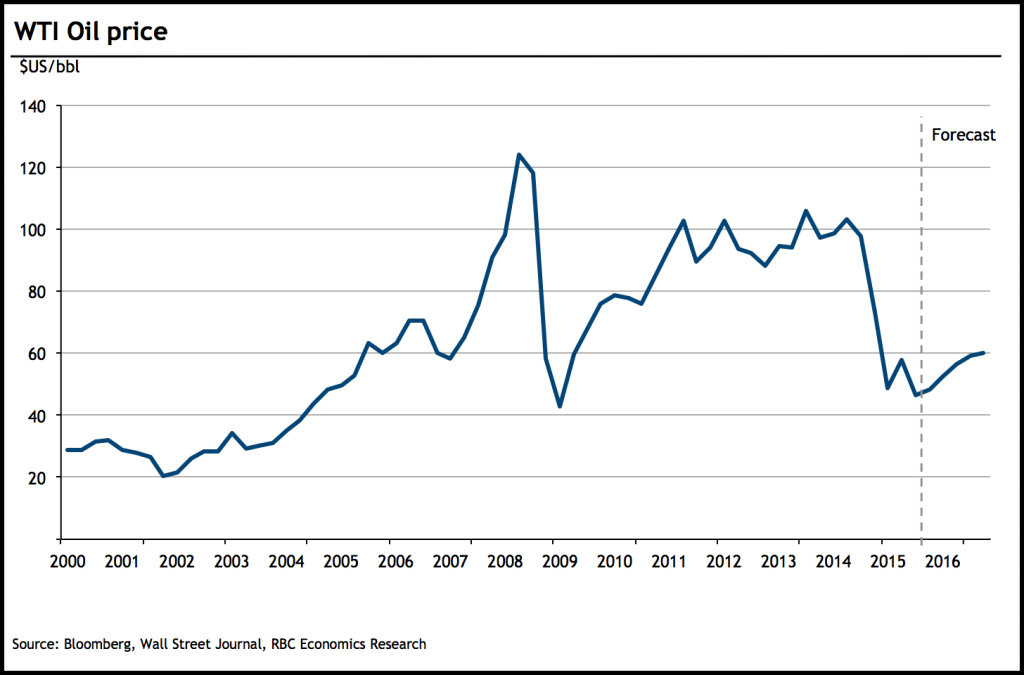 WTI Oil price
$US/bbl
140
Forecast
120
100
80
60
40
20
2000 2001 2002 2003 2004 2005 2006 2007 2008 2009 2010 2011 2012 2013 2014 2015 2016
Source: Bloomberg, Wall Street Journal, RBC Economics Research